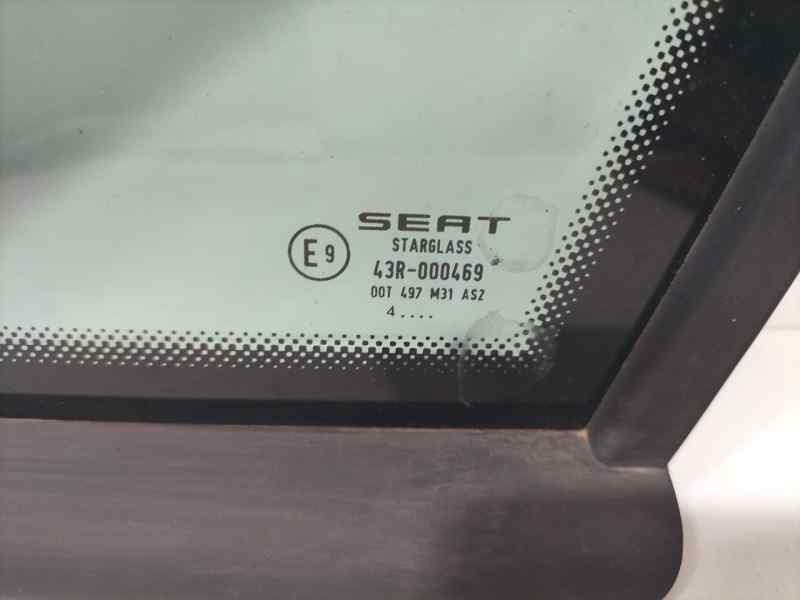 SEAT
STARGLASS
E9
43R-000469
DOT 497 M31 AS2
4....